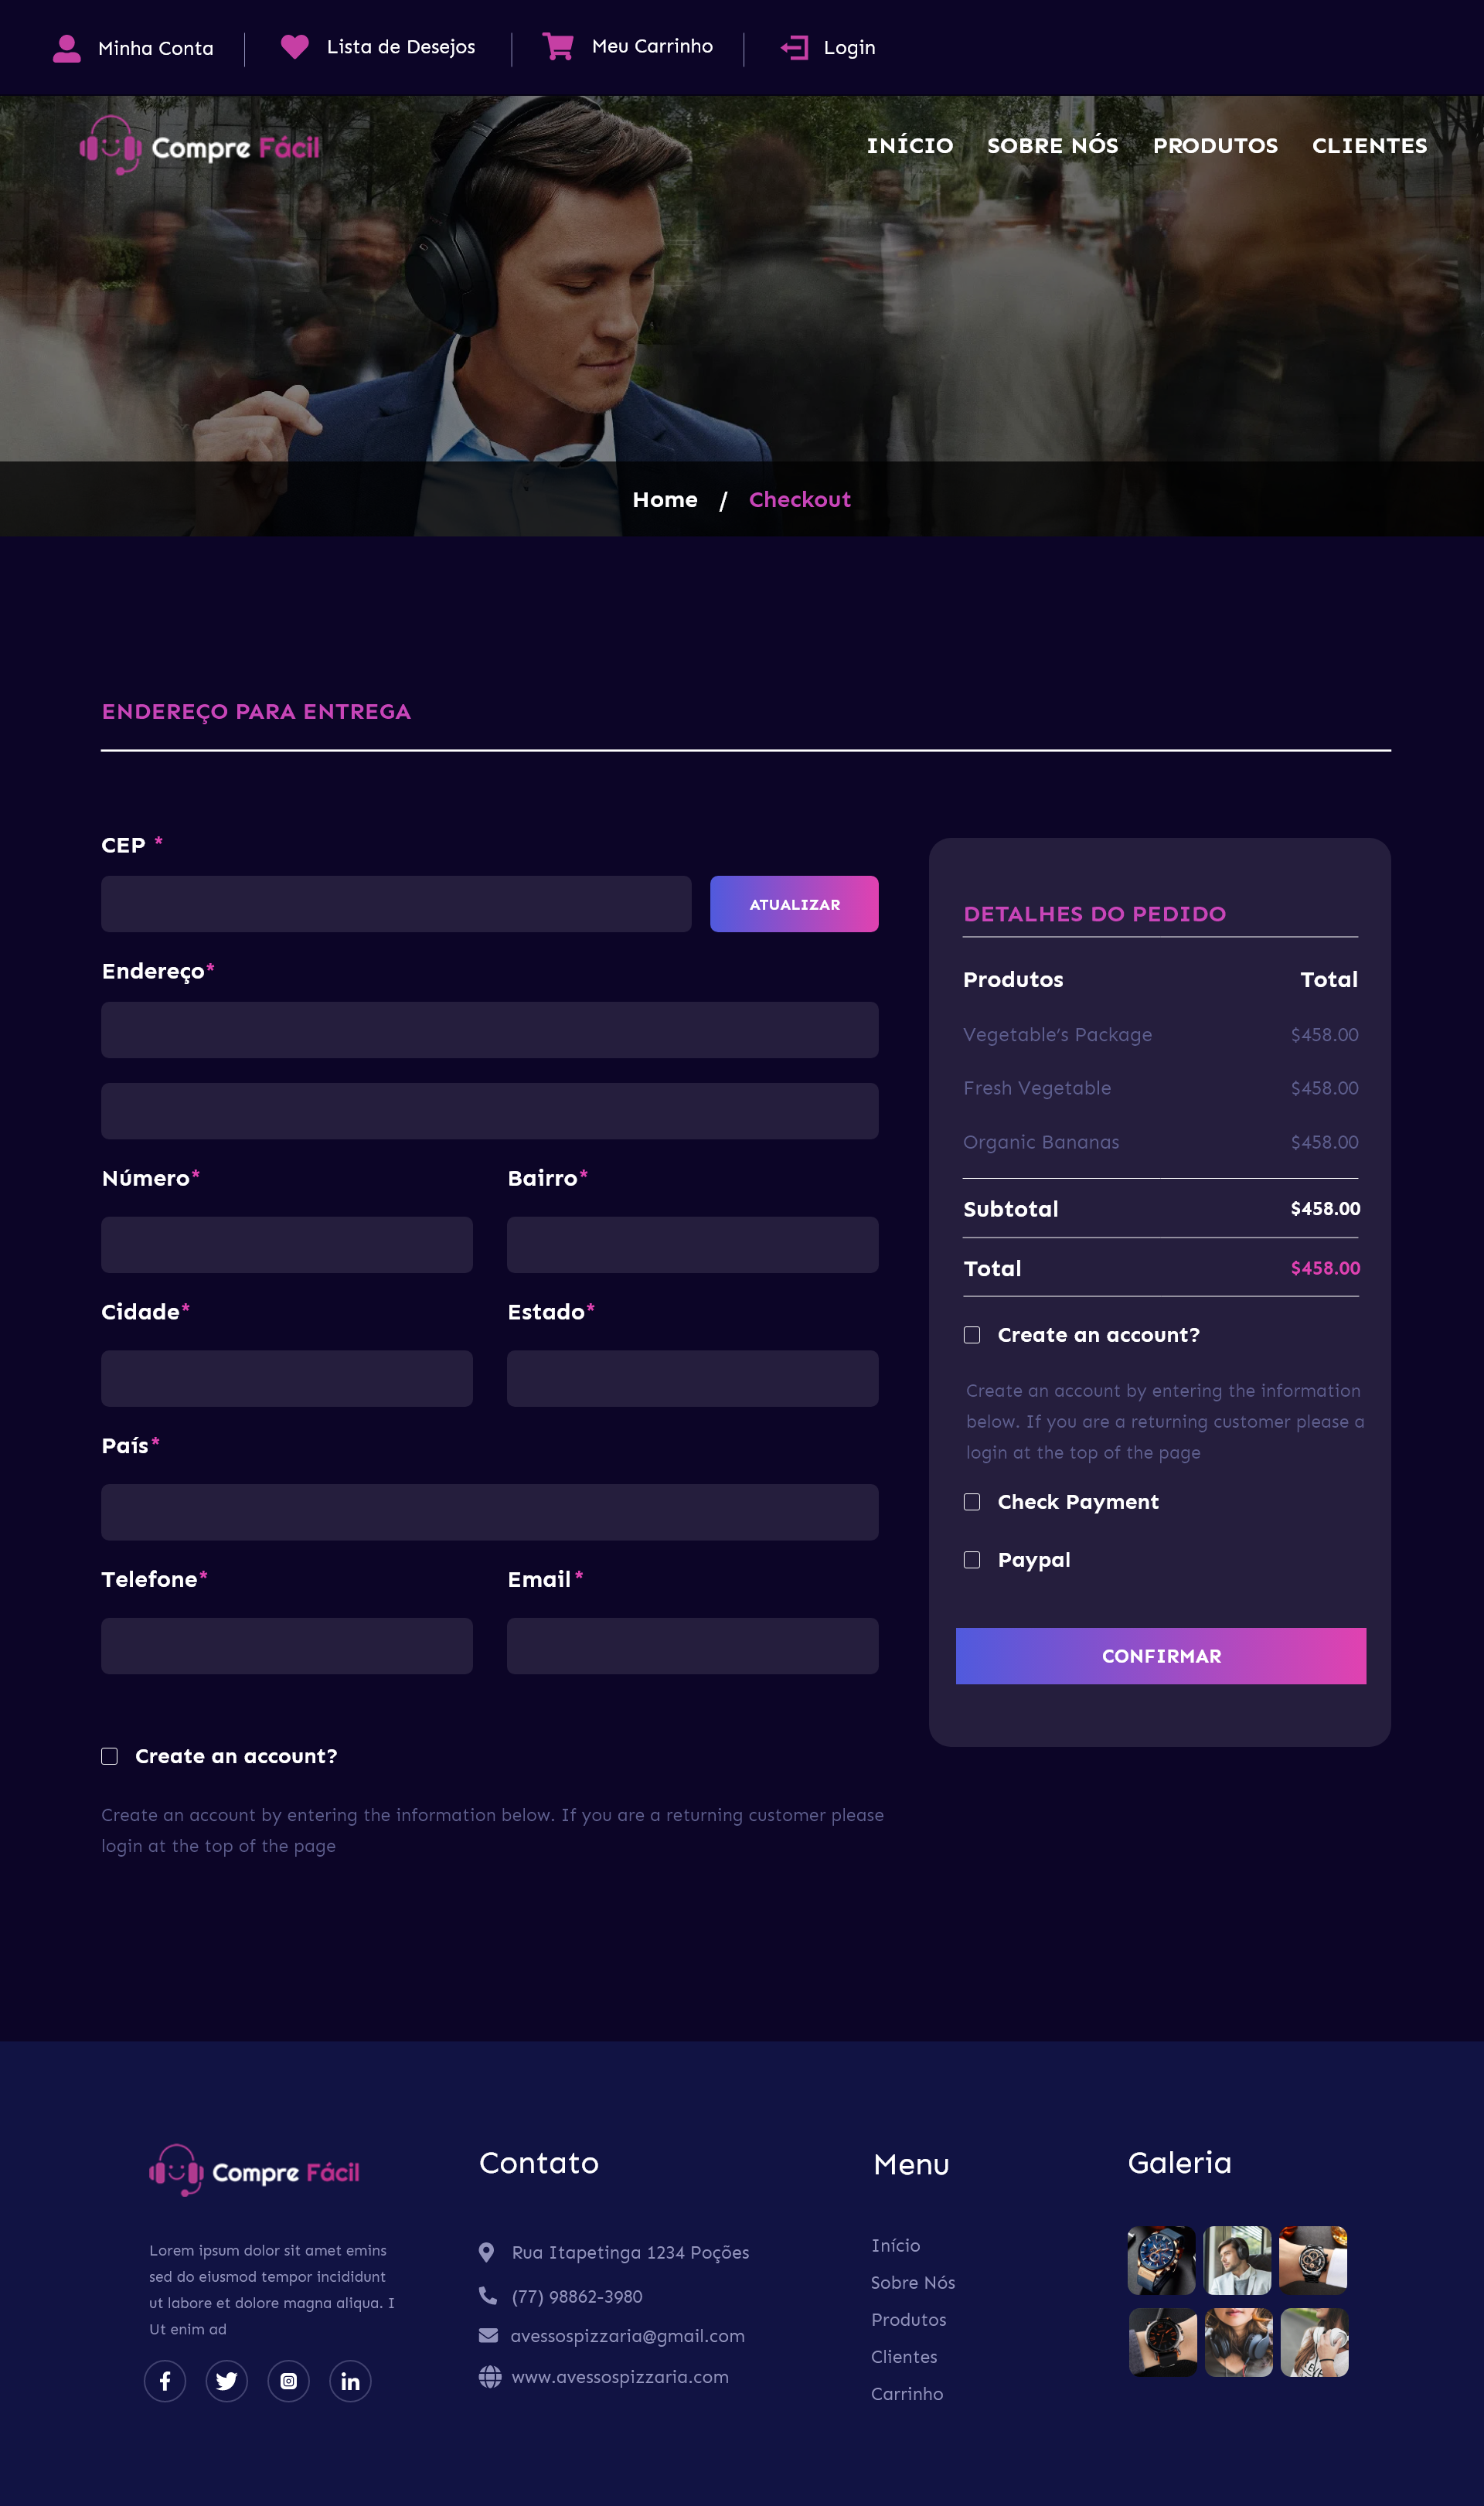 Minha Conta
Lista de Desejos
Meu Carrinho
Login
Compre Fácil
INÍCIO
SOBRE NÓS
PRODUTOS
CLIENTES
Home / Checkout
ENDEREÇO PARA ENTREGA
CEP *
ATUALIZAR
Endereço*
Número*
Bairro*
Cidade*
Estado*
País*
Telefone*
Email*
Create an account?
Create an account by entering the information below. If you are a returning customer please
login at the top of the page
DETALHES DO PEDIDO
Produtos Total
Vegetable's Package $458.00
Fresh Vegetable $458.00
Organic Bananas $458.00
Subtotal $458.00
Total $458.00
Create an account?
Create an account by entering the information
below. If you are a returning customer please a
login at the top of the page
Check Payment
Paypal
CONFIRMAR
Compre Fácil
Lorem ipsum dolor sit amet emins
sed do eiusmod tempor incididunt
ut labore et dolore magna aliqua. I
Ut enim ad
Contato
Rua Itapetinga 1234 Poções
(77) 98862-3980
avessospizzaria@gmail.com
www.avessospizzaria.com
Menu
Início
Sobre Nós
Produtos
Clientes
Carrinho
Galeria